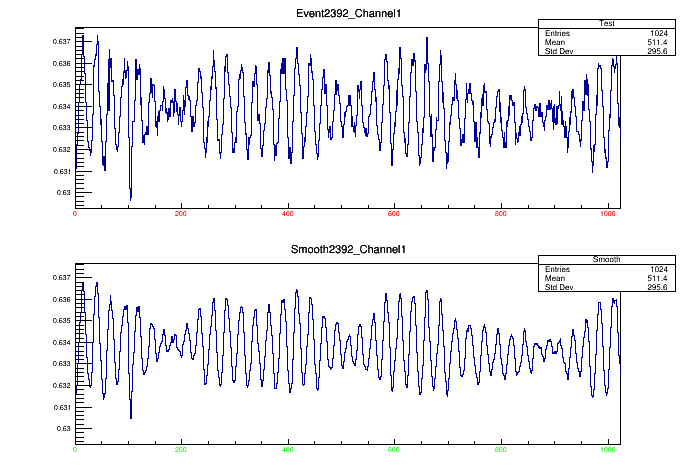 Event2392_Channel1
Test
Entries 1024
Mean 511.4
Std Dev 295.6
0.637
0.636
0.635
0.634
0.633
0.632
0.631
0.63
0 200 400 600 800 1000
Smooth2392_Channel1
Smooth
Entries 1024
Mean 511.4
Std Dev 295.6
0.637
0.636
0.635
0.634
0.633
0.632
0.631
0.63
0 200 400 600 800 1000